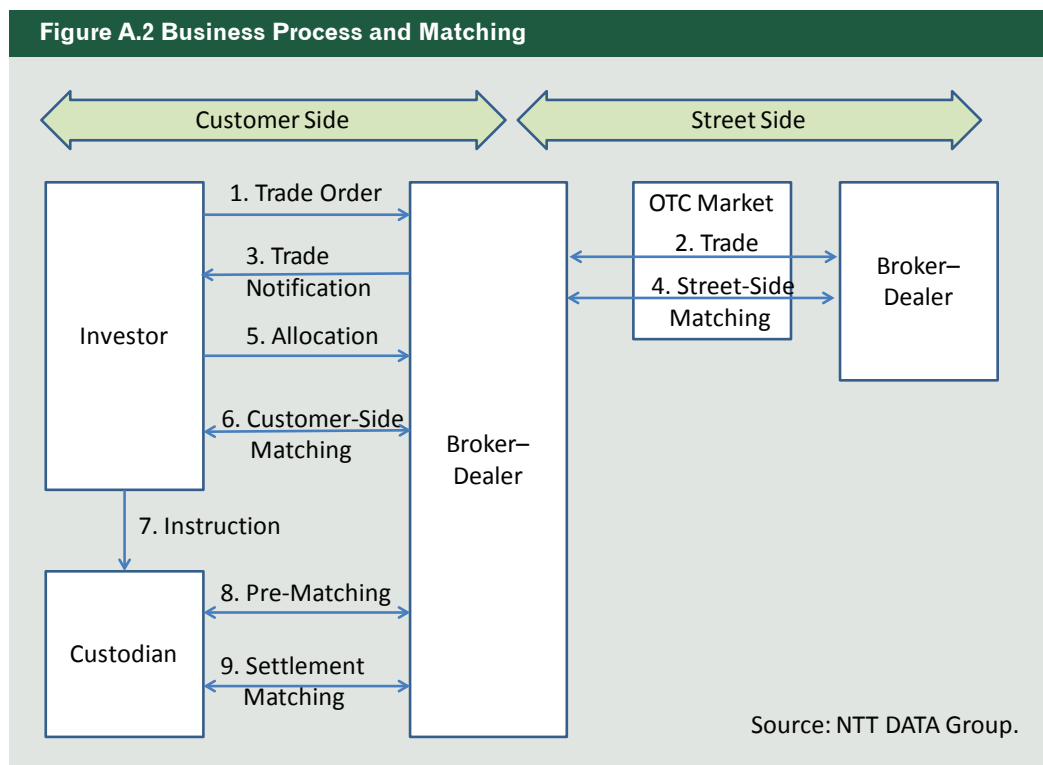 Figure A.2 Business Process and Matching
Customer Side
Street Side
1. Trade Order
3. Trade
Notification
5. Allocation
6. Customer-Side
Matching
Investor
7. Instruction
Custodian
8. Pre-Matching
9. Settlement
Matching
Broker–
Dealer
OTC Market
2. Trade
4. Street-Side
Matching
Broker–
Dealer
Source: NTT DATA Group.